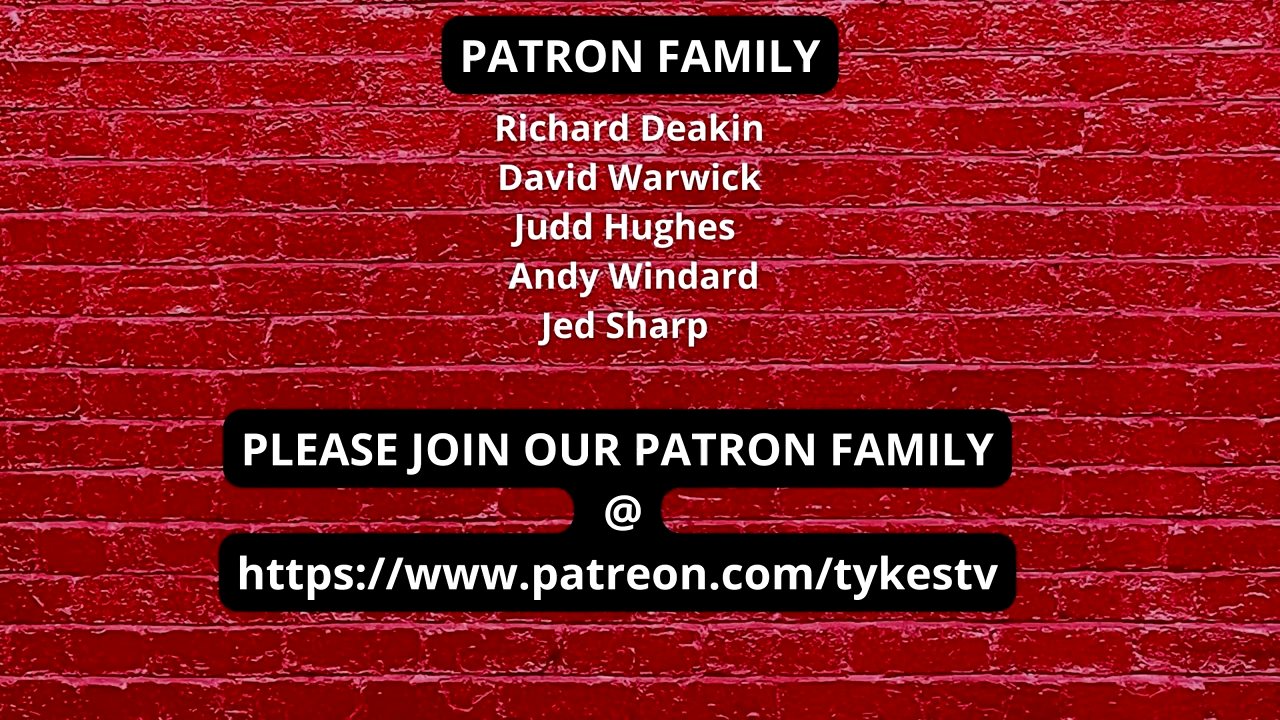 PATRON FAMILY
Richard Deakin
David Warwick
Judd Hughes
Andy Windard
Jed Sharp
PLEASE JOIN OUR PATRON FAMILY
@
https://www.patreon.com/tykestv